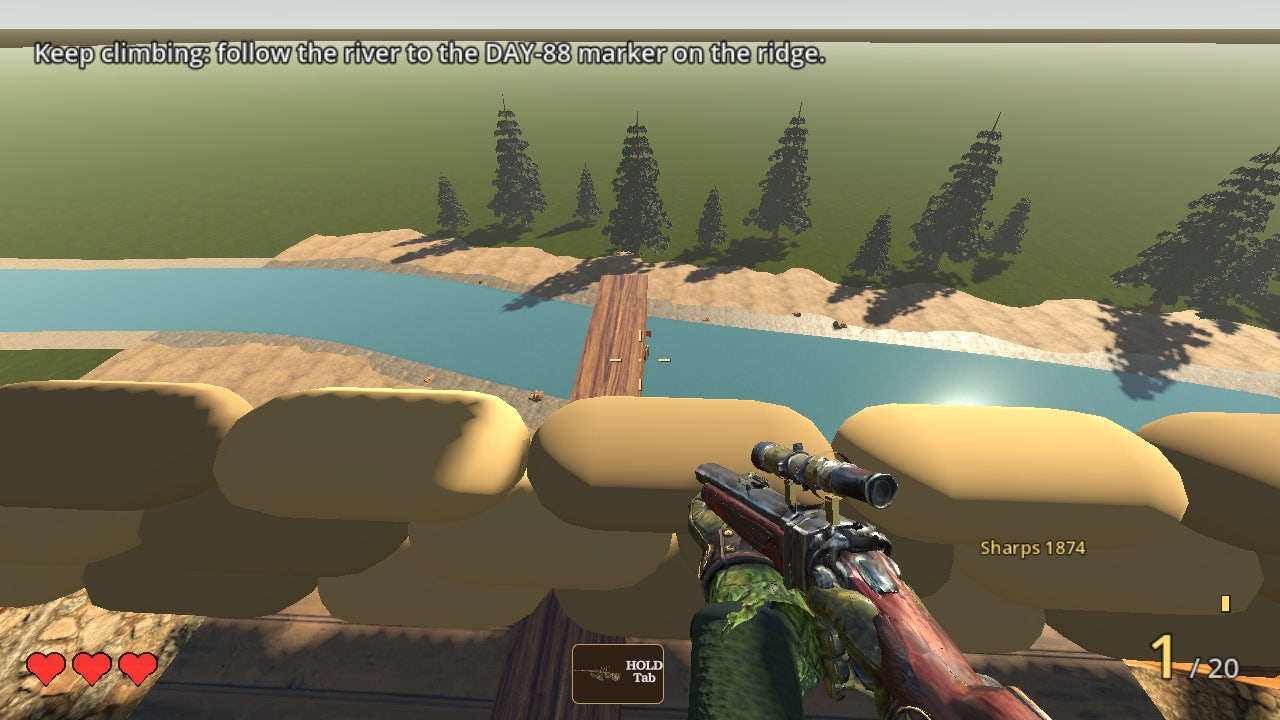 Keep climbing: follow the river to the DAY-88 marker on the ridge.
Sharps 1874
HOLD
Tab
1 / 20